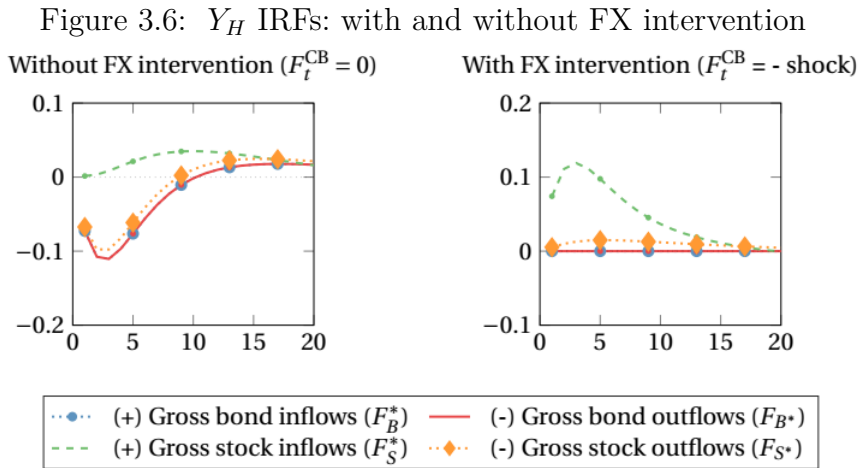 Figure 3.6: Y_H IRFs: with and without FX intervention
Without FX intervention (F_t^CB = 0)
With FX intervention (F_t^CB = - shock)
0.1
0
−0.1
−0.2
0 5 10 15 20
0.2
0.1
0
−0.1
0 5 10 15 20
(+) Gross bond inflows (F_B^*)
(-) Gross bond outflows (F_B*)
(+) Gross stock inflows (F_S^*)
(-) Gross stock outflows (F_S*)